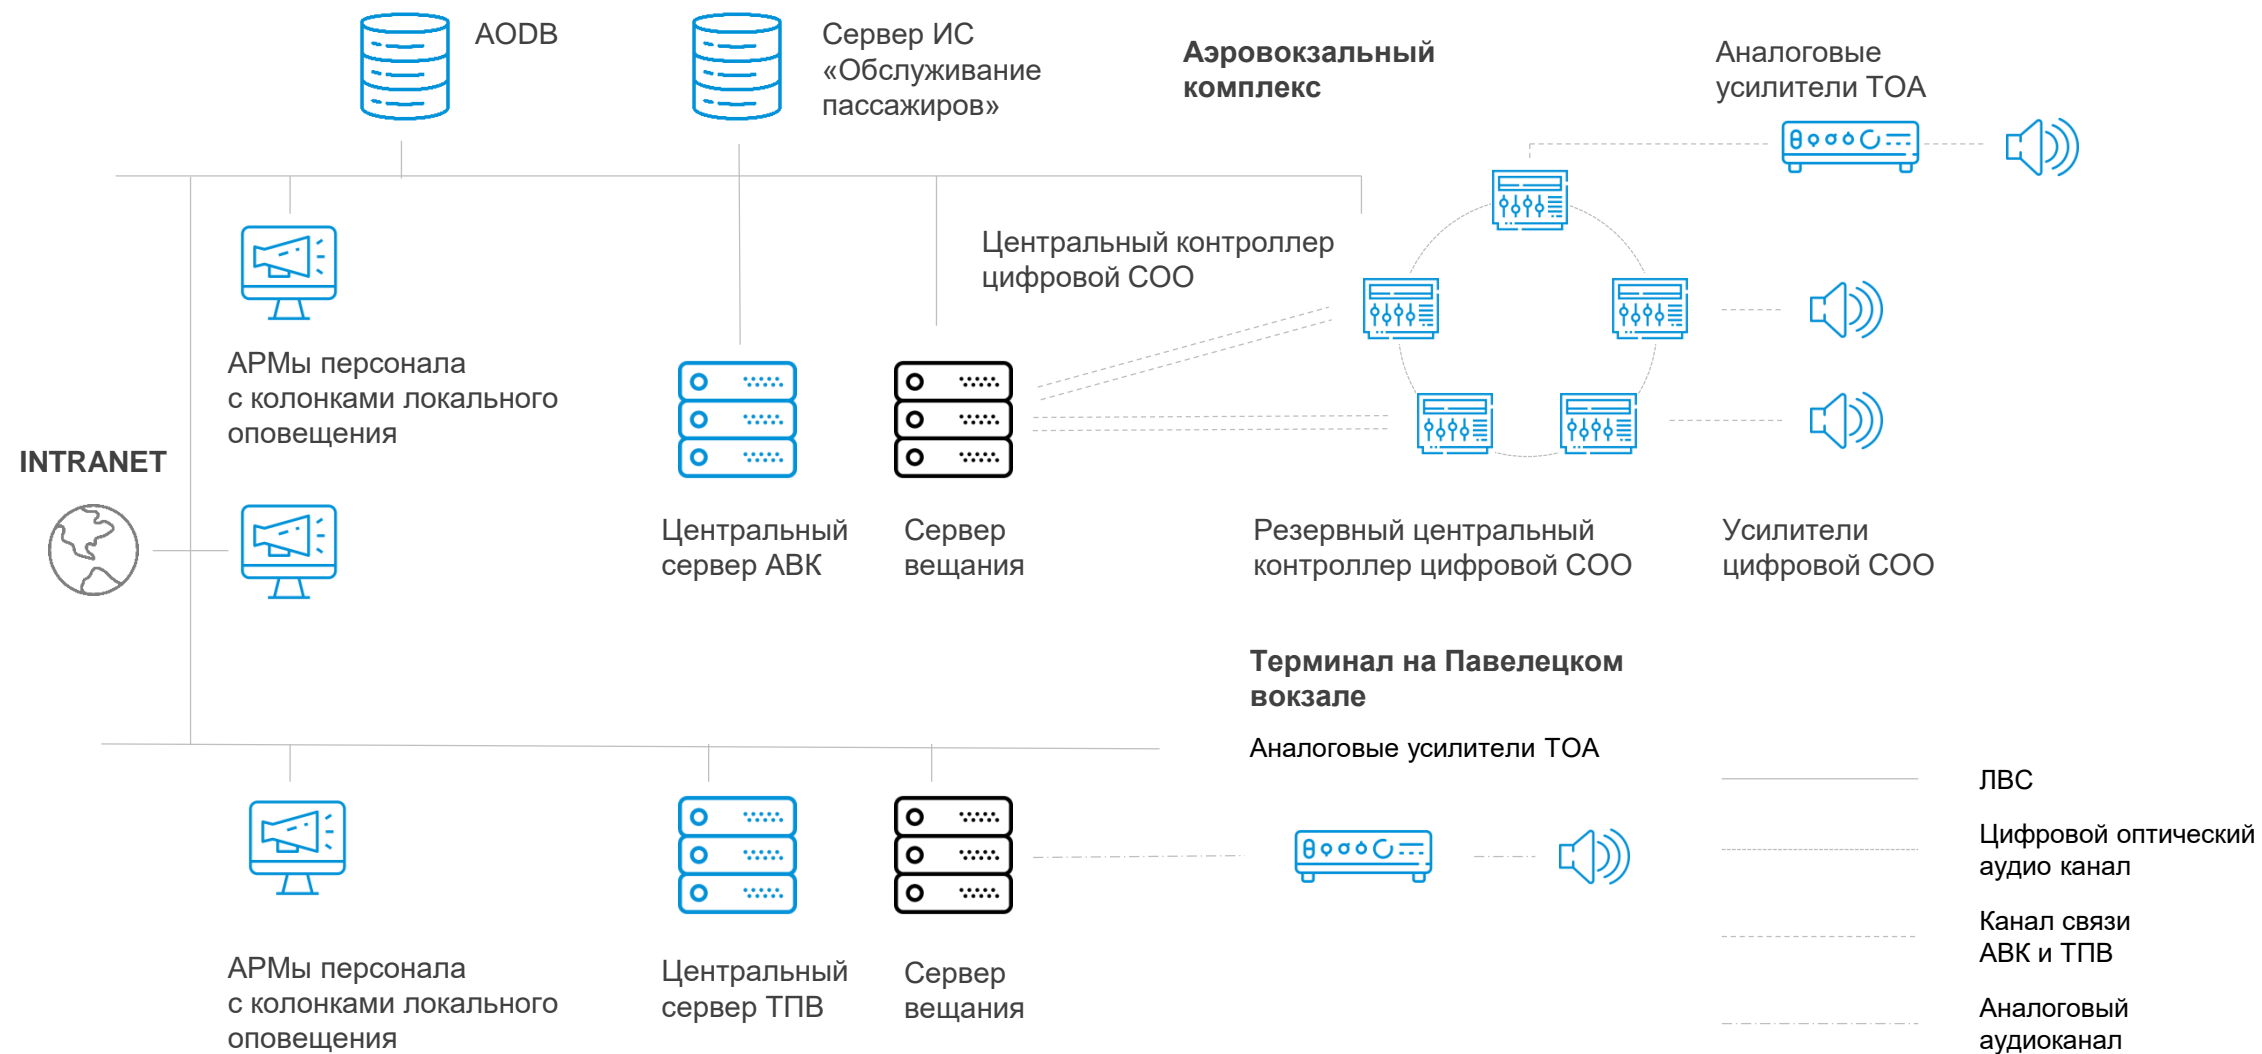 AODB
Сервер ИС
«Обслуживание
пассажиров»
Аэровокзальный
комплекс
Аналоговые
усилители TOA
Центральный контроллер
цифровой СОО
АРМы персонала
с колонками локального
оповещения
INTRANET
Центральный
сервер АВК
Сервер
вещания
Резервный центральный
контроллер цифровой СОО
Усилители
цифровой СОО
Терминал на Павелецком
вокзале
Аналоговые усилители TOA
ЛВС
Цифровой оптический
аудио канал
Канал связи
АВК и ТПВ
Аналоговый
аудиоканал
АРМы персонала
с колонками локального
оповещения
Центральный
сервер ТПВ
Сервер
вещания